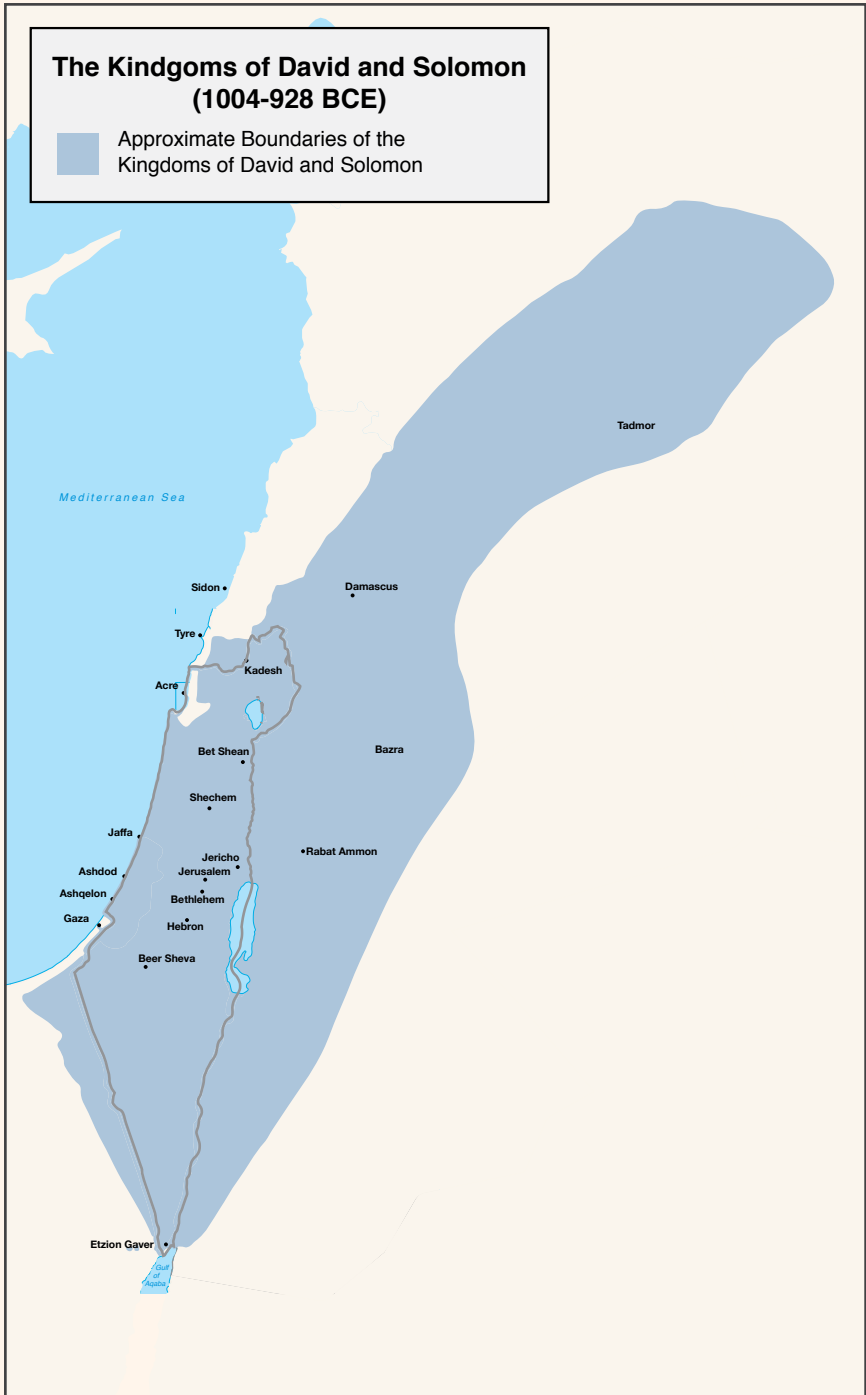 The Kindgoms of David and Solomon
(1004-928 BCE)
Approximate Boundaries of the
Kingdoms of David and Solomon
Tadmor
Mediterranean Sea
Sidon
Damascus
Tyre
Kadesh
Acre
Bet Shean
Bazra
Shechem
Jaffa
Rabat Ammon
Jericho
Ashdod
Jerusalem
Ashqelon
Bethlehem
Gaza
Hebron
Beer Sheva
Etzion Gaver
Gulf
of
Aqaba